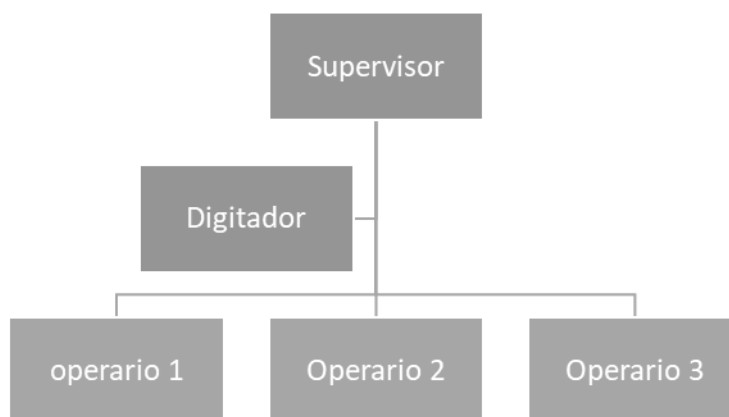 Supervisor
Digitador
operario 1
Operario 2
Operario 3